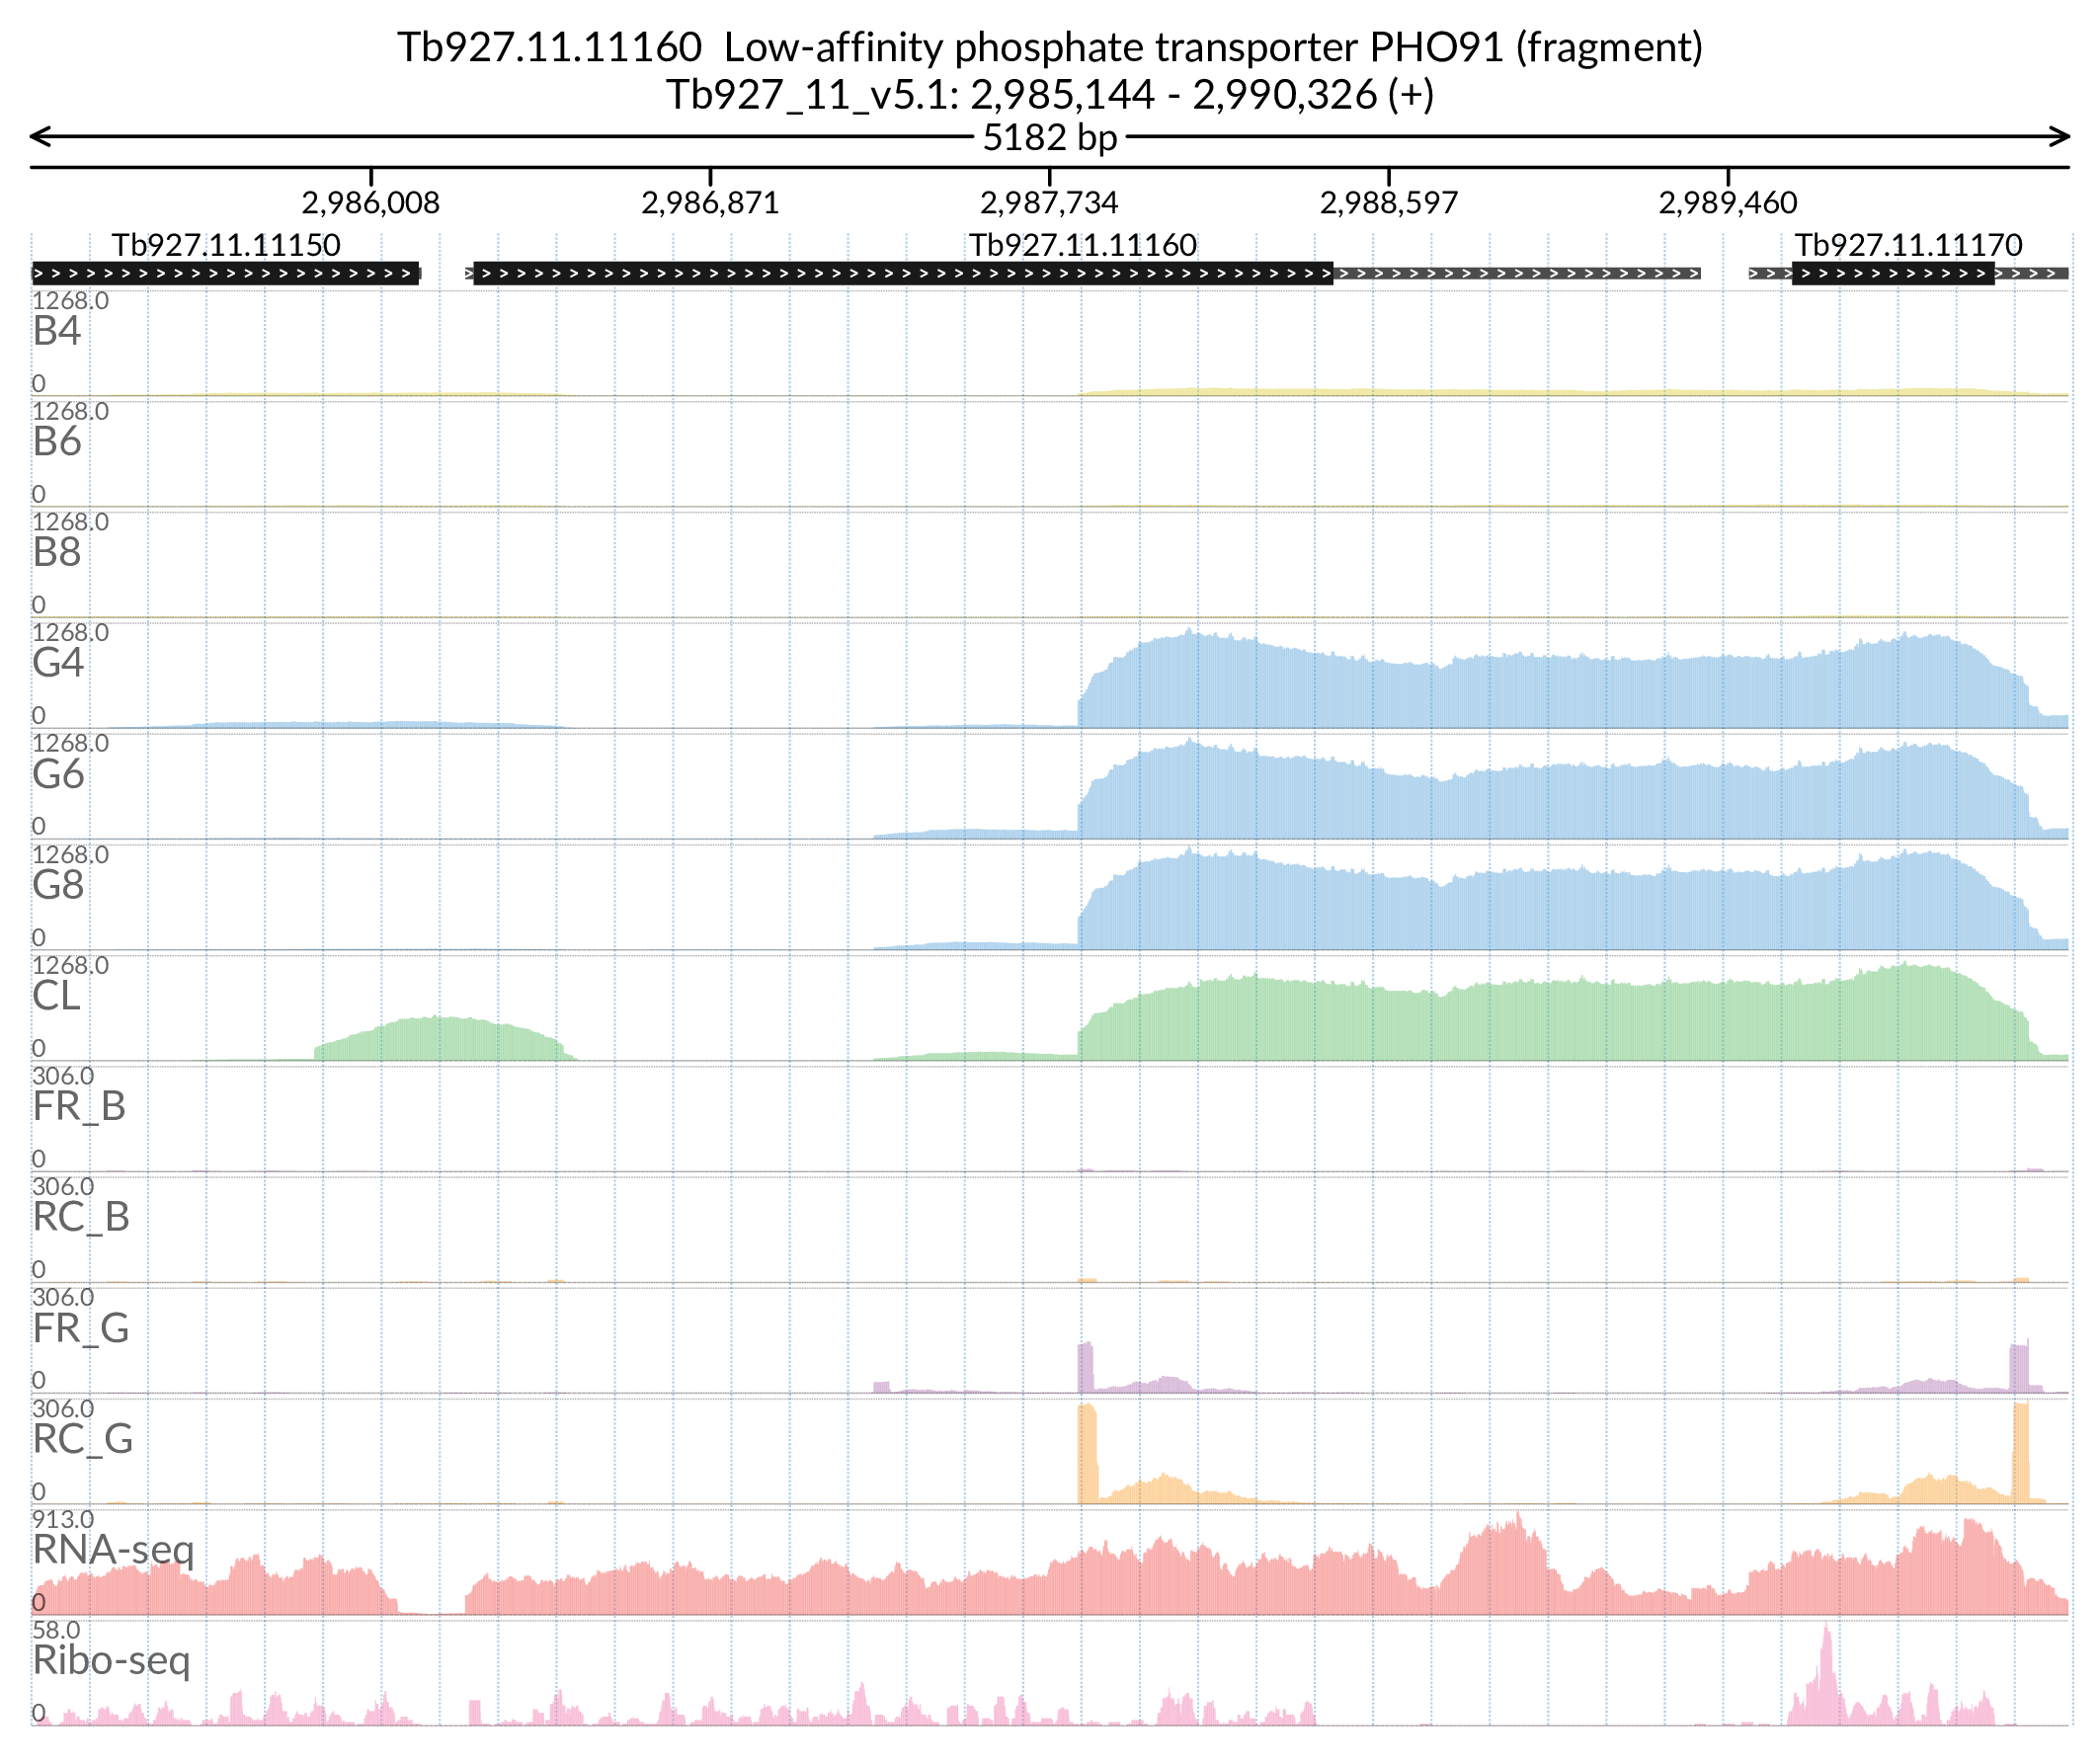 Tb927.11.11160 Low-affinity phosphate transporter PHO91 (fragment)
Tb927_11_v5.1: 2,985,144 - 2,990,326 (+)
5182 bp
2,986,008 2,986,871 2,987,734 2,988,597 2,989,460
Tb927.11.11150 Tb927.11.11160 Tb927.11.11170
1268.0
B4
0
1268.0
B6
0
1268.0
B8
0
1268.0
G4
0
1268.0
G6
0
1268.0
G8
0
1268.0
CL
0
306.0
FR_B
0
306.0
RC_B
0
306.0
FR_G
0
306.0
RC_G
0
913.0
RNA-seq
0
58.0
Ribo-seq
0